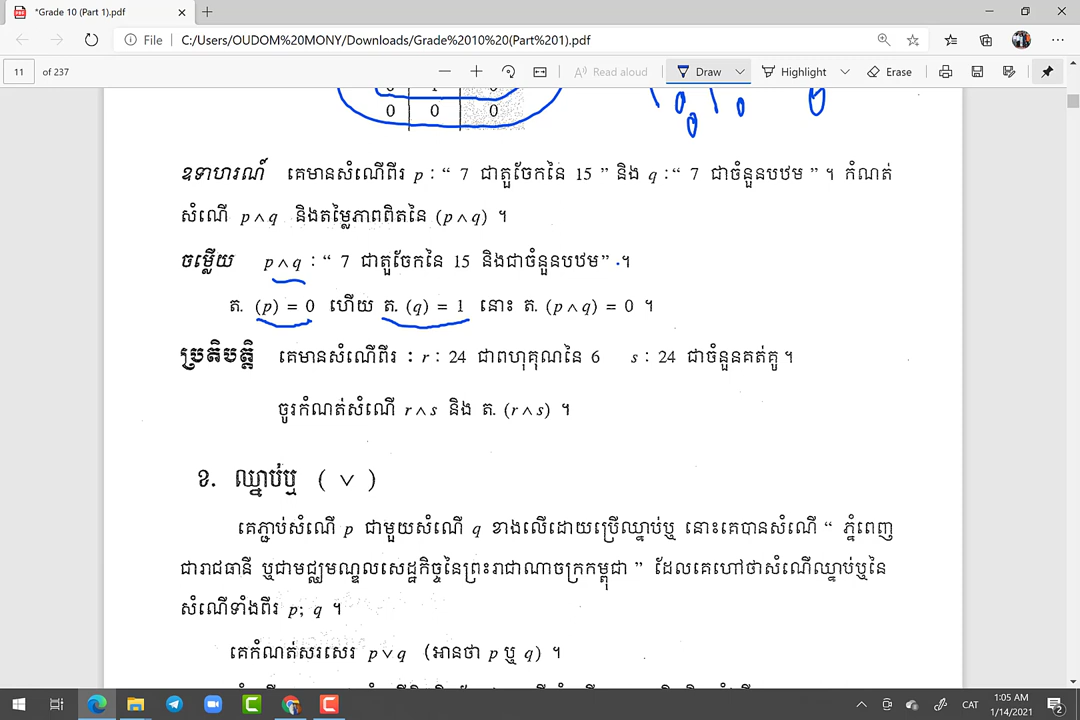 *Grade 10 (Part 1).pdf
File C:/Users/OUDOM%20MONY/Downloads/Grade%2010%20(Part%201).pdf
11 of 237 Read aloud Draw Highlight Erase
0 0 0
ឧទាហរណ៍ គេមានសំណើពីរ p : “ 7 ជាតួចែកនៃ 15 ” និង q : “ 7 ជាចំនួនបឋម ” ។ កំណត់
សំណើ p ∧ q និងតម្លៃភាពពិតនៃ (p ∧ q) ។
ចម្លើយ p ∧ q : “ 7 ជាតួចែកនៃ 15 និងជាចំនួនបឋម” ។
ត. (p) = 0 ហើយ ត. (q) = 1 នោះ ត. (p ∧ q) = 0 ។
ប្រតិបត្តិ គេមានសំណើពីរ : r : 24 ជាពហុគុណនៃ 6 s : 24 ជាចំនួនគត់គូ ។
ចូរកំណត់សំណើ r ∧ s និង ត. (r ∧ s) ។
ខ. ឈ្នាប់ឬ ( ∨ )
គេភ្ជាប់សំណើ p ជាមួយសំណើ q ខាងលើដោយប្រើឈ្នាប់ឬ នោះគេបានសំណើ “ ភ្នំពេញ
ជារាជធានី ឬជាមជ្ឈមណ្ឌលសេដ្ឋកិច្ចនៃព្រះរាជាណាចក្រកម្ពុជា ” ដែលគេហៅថាសំណើឈ្នាប់ឬនៃ
សំណើទាំងពីរ p; q ។
គេកំណត់សរសេរ p ∨ q (អានថា p ឬ q) ។
CAT 1:05 AM
1/14/2021 2